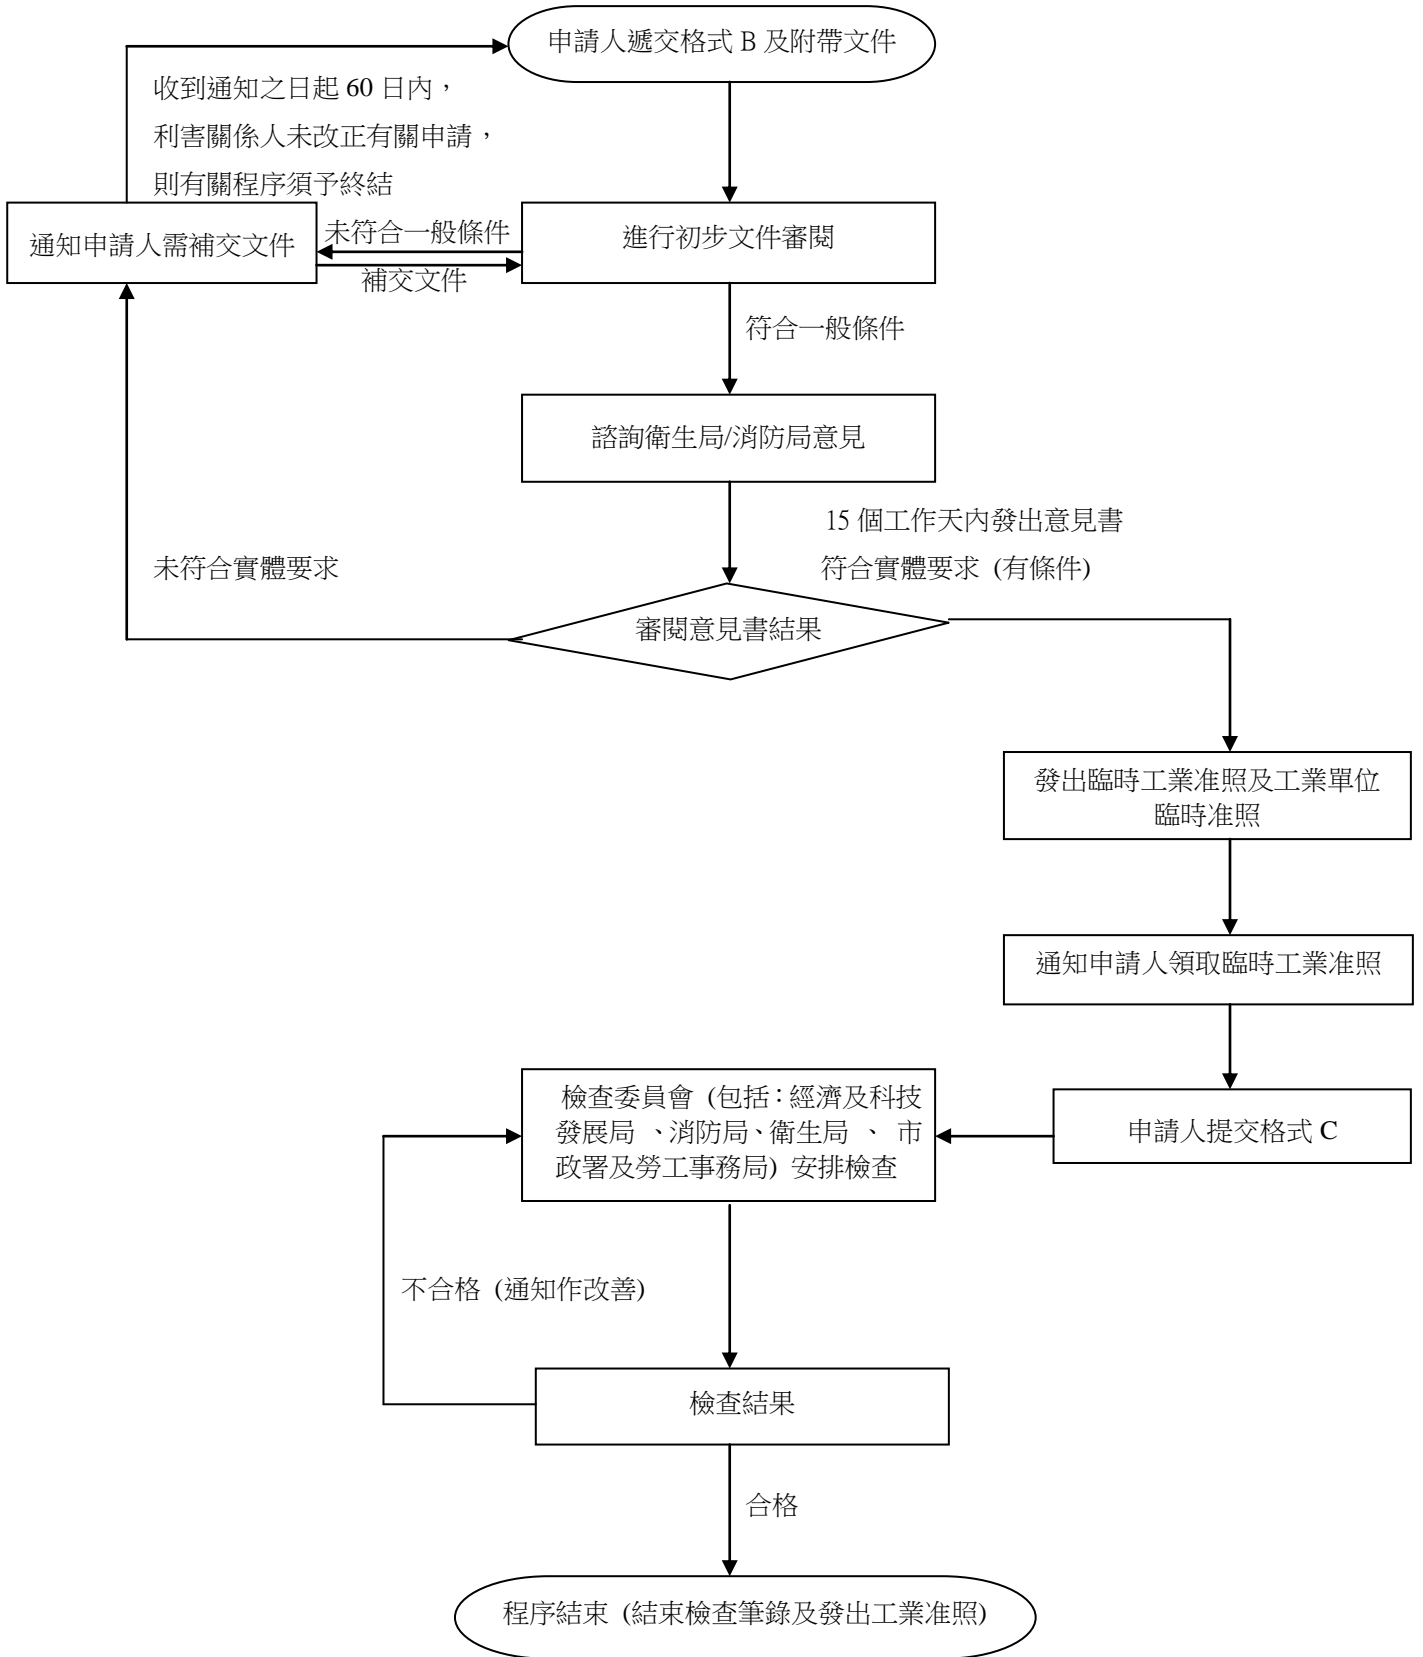 申請人遞交格式 B 及附帶文件
收到通知之日起 60 日內，
利害關係人未改正有關申請，
則有關程序須予終結
通知申請人需補交文件
未符合一般條件
補交文件
進行初步文件審閱
符合一般條件
諮詢衛生局/消防局意見
15 個工作天內發出意見書
符合實體要求 (有條件)
未符合實體要求
審閱意見書結果
發出臨時工業准照及工業單位
臨時准照
通知申請人領取臨時工業准照
申請人提交格式 C
檢查委員會 (包括：經濟及科技
發展局 、消防局、衛生局 、 市
政署及勞工事務局) 安排檢查
不合格 (通知作改善)
檢查結果
合格
程序結束 (結束檢查筆錄及發出工業准照)